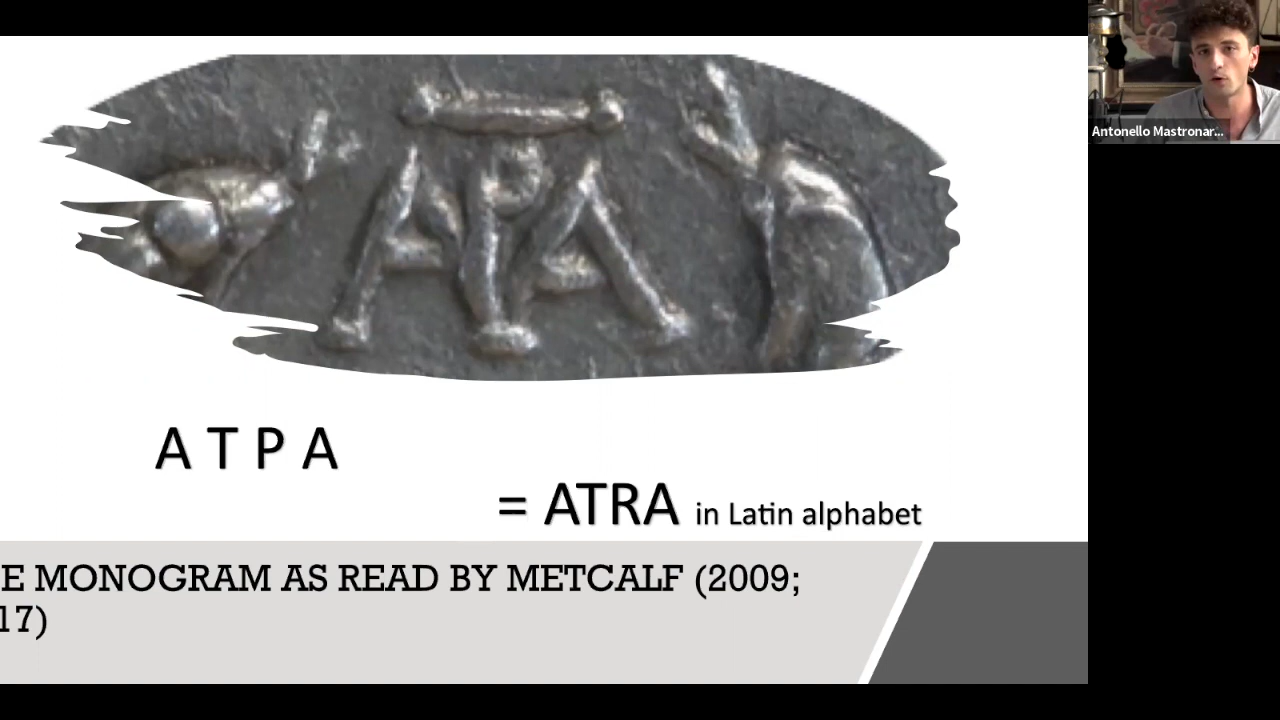 ATPA
A T P A
= ATRA in Latin alphabet
E MONOGRAM AS READ BY METCALF (2009;
17)
Antonello Mastronar...